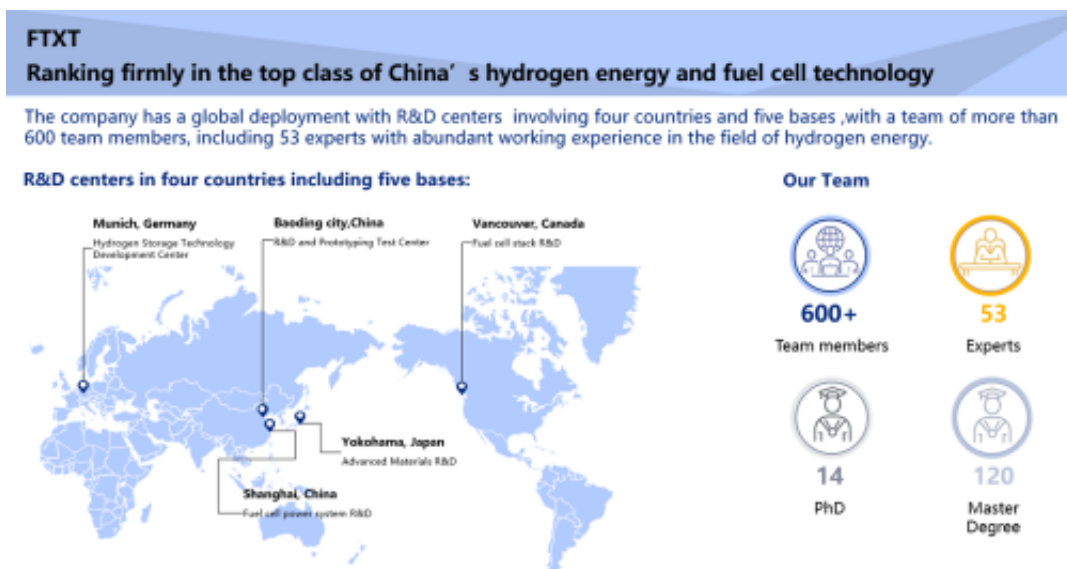 FTXT
Ranking firmly in the top class of China's hydrogen energy and fuel cell technology
The company has a global deployment with R&D centers involving four countries and five bases ,with a team of more than
600 team members, including 53 experts with abundant working experience in the field of hydrogen energy.
R&D centers in four countries including five bases:
Munich, Germany
Hydrogen Storage Technology
Development Center
Baoding city,China
R&D and Prototyping Test Center
Vancouver, Canada
Fuel cell stack R&D
Yokohama, Japan
Advanced Materials R&D
Shanghai, China
Fuel cell power system R&D
Our Team
600+
Team members
53
Experts
14
PhD
120
Master
Degree